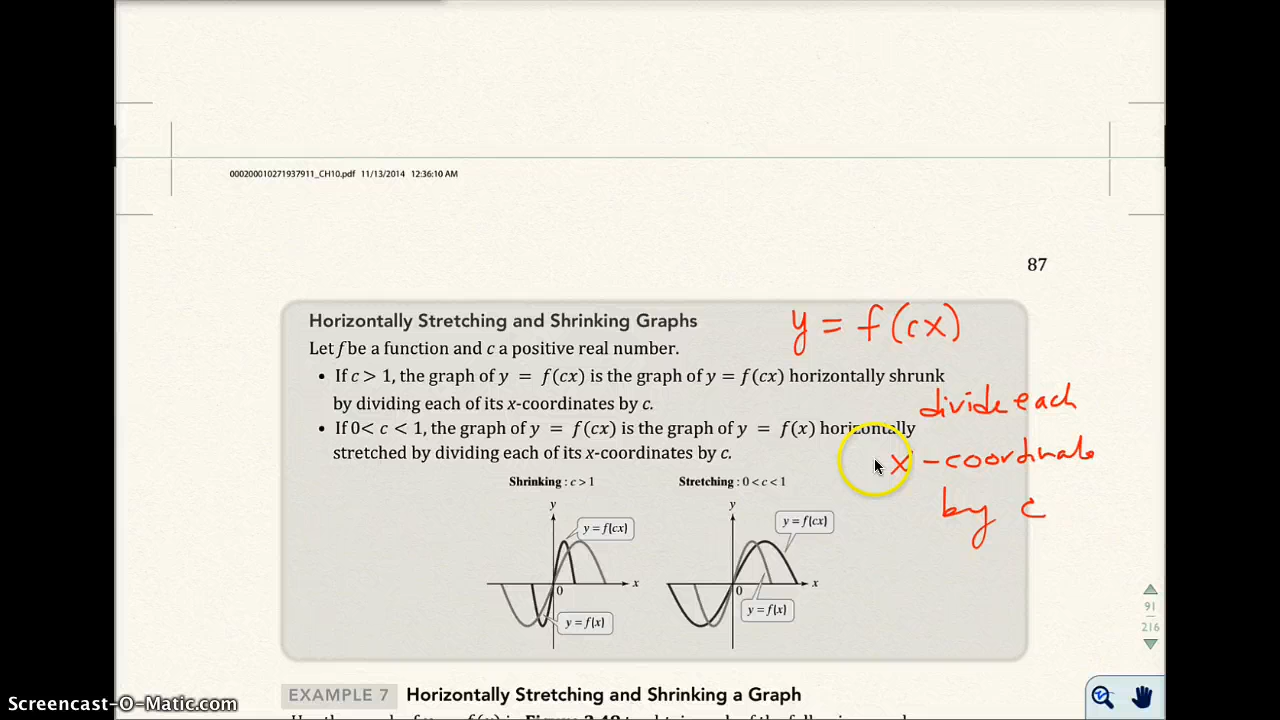 000200010271937911_CH10.pdf 11/13/2014 12:36:10 AM
87
Horizontally Stretching and Shrinking Graphs
y = f(cx)
Let f be a function and c a positive real number.
• If c > 1, the graph of y = f(cx) is the graph of y = f(cx) horizontally shrunk
by dividing each of its x-coordinates by c.
• If 0< c < 1, the graph of y = f(cx) is the graph of y = f(x) horizontally
stretched by dividing each of its x-coordinates by c.
divide each
x -coordinate
by c
Shrinking : c > 1
Stretching : 0 < c < 1
y
y = f(cx)
x
0
y = f(x)
y
y = f(cx)
x
0
y = f(x)
91
216
EXAMPLE 7 Horizontally Stretching and Shrinking a Graph
Screencast-O-Matic.com